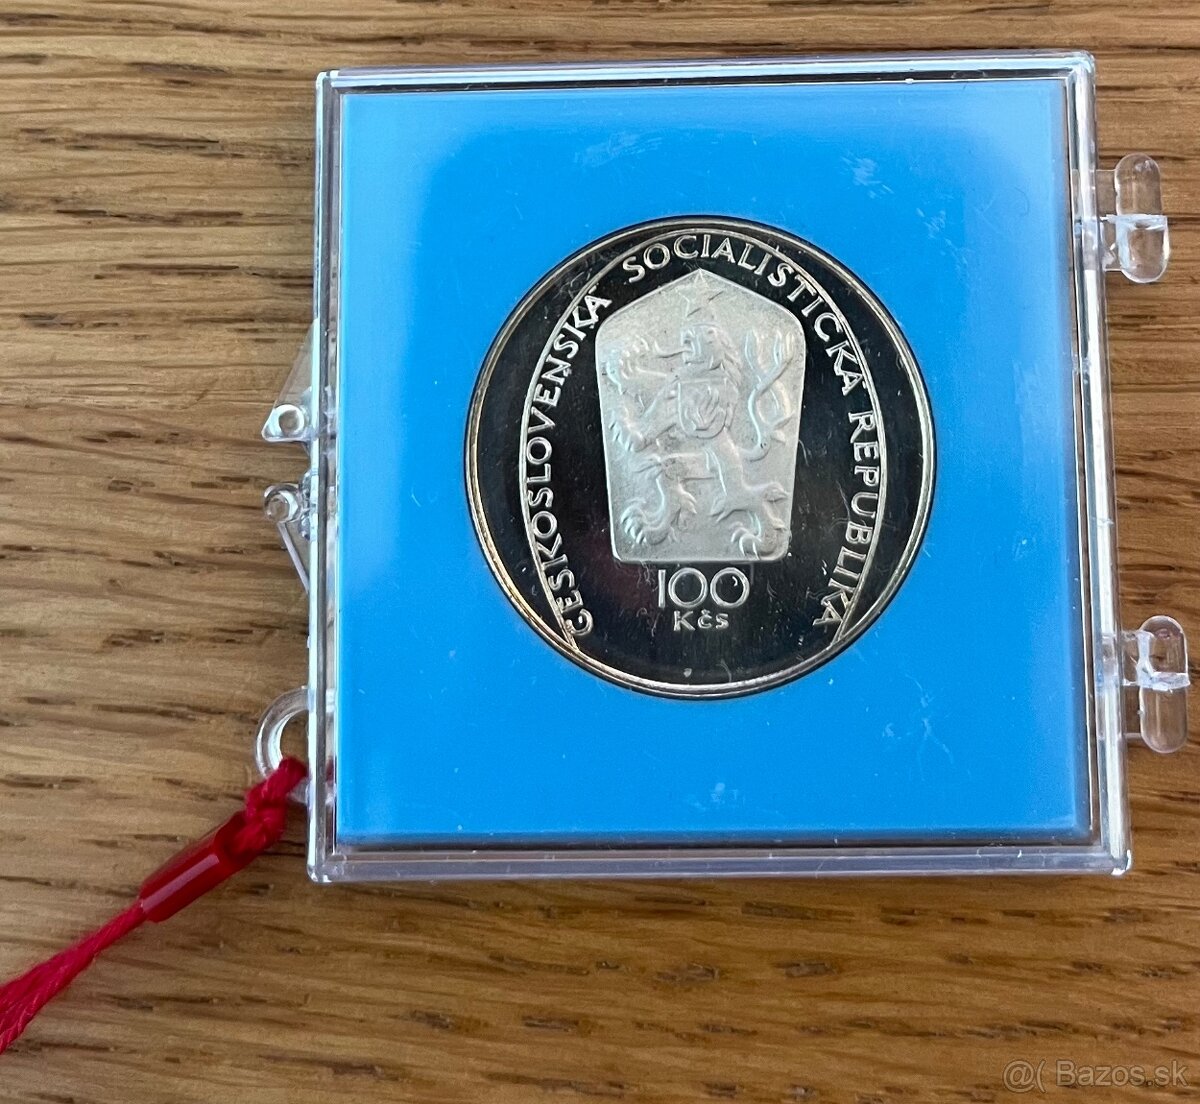 ČESKOSLOVENSKÁ SOCIALISTICKÁ REPUBLIKA
100
Kčs
@( Bazos.sk